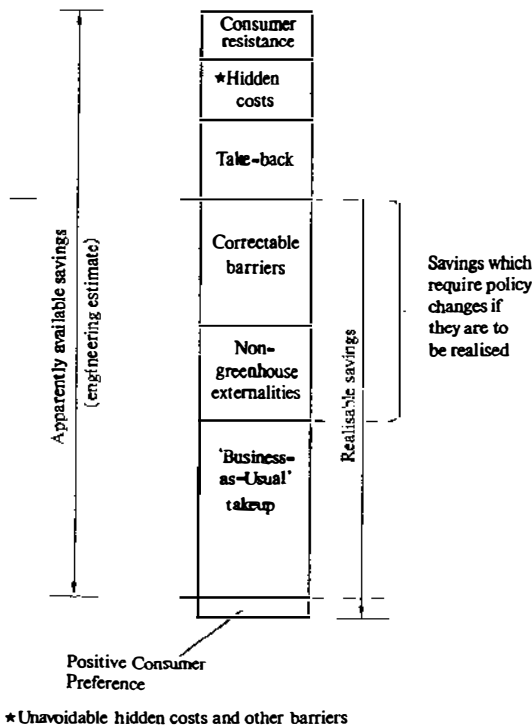 Consumer
resistance
★Hidden
costs
Take-back
Correctable
barriers
Non-
greenhouse
externalities
'Business-
as-Usual'
takeup
Apparently available savings
(engineering estimate)
Realisable savings
Savings which
require policy
changes if
they are to
be realised
Positive Consumer
Preference
★Unavoidable hidden costs and other barriers